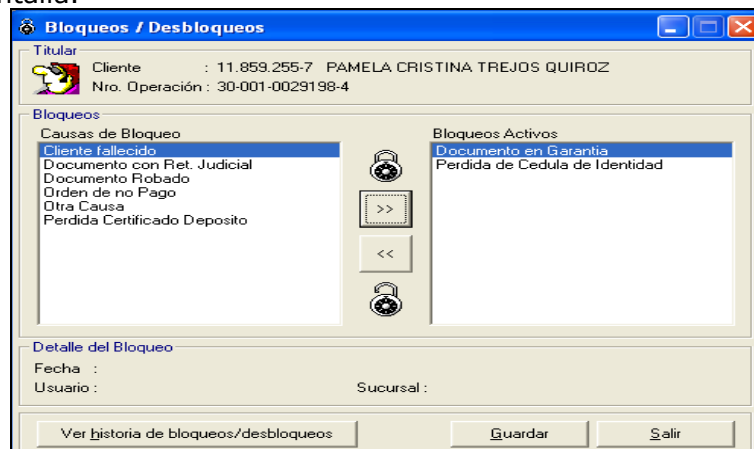 Bloqueos / Desbloqueos
Titular
Cliente : 11.859.255-7 PAMELA CRISTINA TREJOS QUIROZ
Nro. Operación : 30-001-0029198-4
Bloqueos
Causas de Bloqueo
Cliente fallecido
Documento con Ret. Judicial
Documento Robado
Orden de no Pago
Otra Causa
Perdida Certificado Deposito
>>
<<
Bloqueos Activos
Documento en Garantia
Perdida de Cedula de Identidad
Detalle del Bloqueo
Fecha :
Usuario : Sucursal :
Ver historia de bloqueos/desbloqueos Guardar Salir